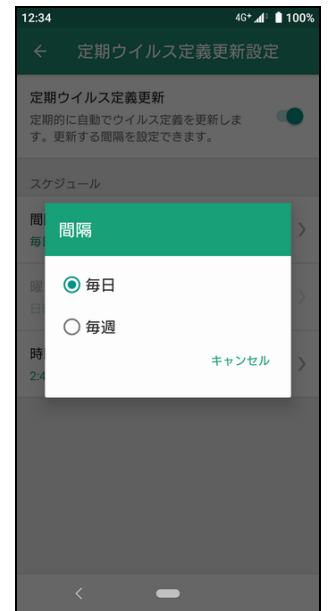 12:34 4G+ 100%
定期ウイルス定義更新設定
定期ウイルス定義更新
定期的に自動でウイルス定義を更新しま
す。更新する間隔を設定できます。
スケジュール
間
毎
間隔
毎日
曜
日
毎週
時
キャンセル
2:4